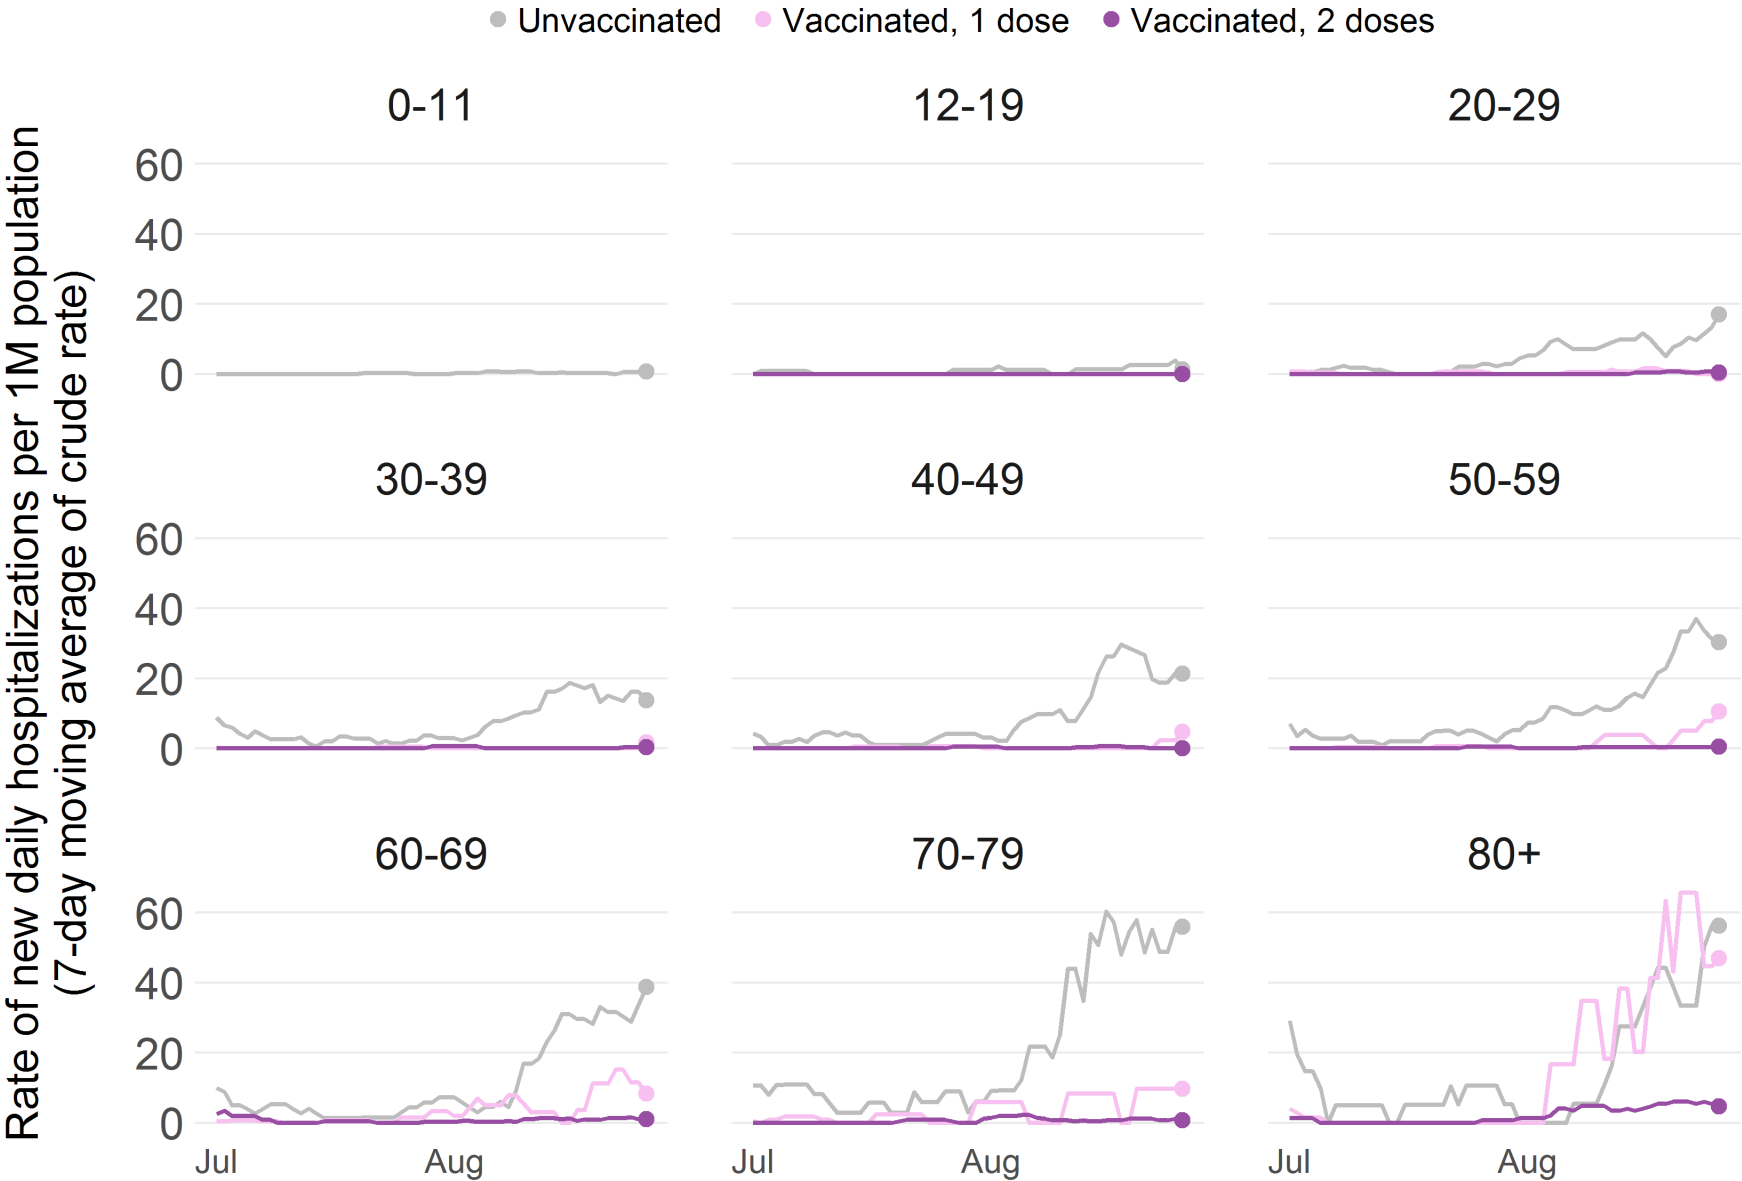 Unvaccinated Vaccinated, 1 dose Vaccinated, 2 doses
Rate of new daily hospitalizations per 1M population
(7-day moving average of crude rate)
0-11 12-19 20-29
60
40
20
0
30-39 40-49 50-59
60
40
20
0
60-69 70-79 80+
60
40
20
0
Jul Aug Jul Aug Jul Aug